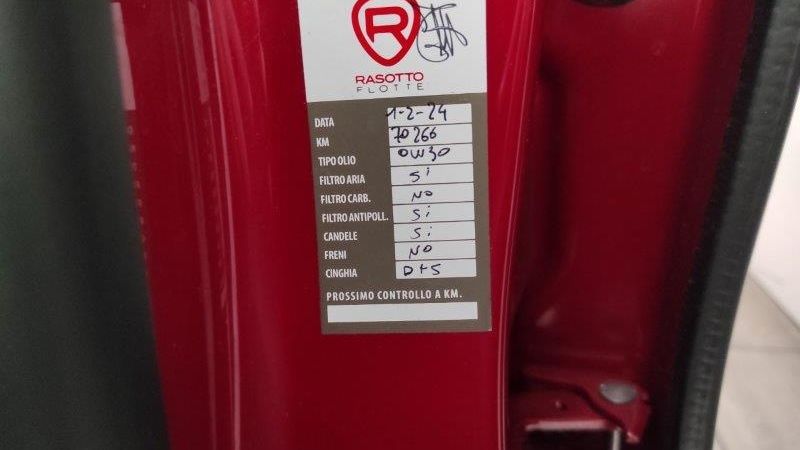 R
RASOTTO
FLOTTE
DATA 1-2-24
KM 70266
TIPO OLIO 0W30
FILTRO ARIA Si
FILTRO CARB. NO
FILTRO ANTIPOLL. Si
CANDELE Si
FRENI NO
CINGHIA D+S
PROSSIMO CONTROLLO A KM.